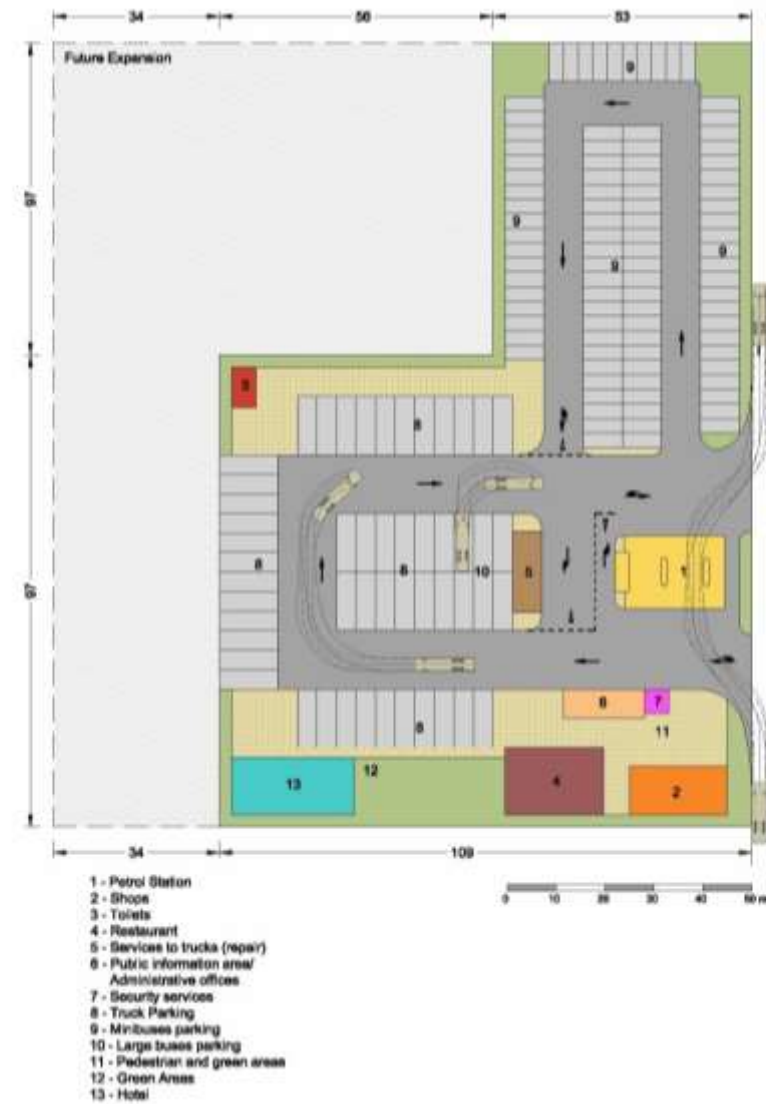 34 56 53
Future Expansion
9
97
9 9 9
3
8
7
1
8 8 10 5
97
6 7
8
11
12
13 4 2
34 109
1 - Petrol Station
2 - Shops
3 - Toilets
4 - Restaurant
5 - Services to trucks (repair)
6 - Public information area/
Administrative offices
7 - Security services
8 - Truck Parking
9 - Minibuses parking
10 - Large buses parking
11 - Pedestrian and green areas
12 - Green Areas
13 - Hotel
0 10 20 30 40 50 m